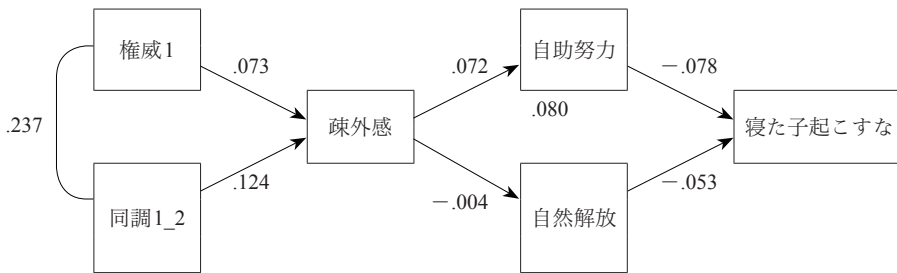 権威1
.073
.237
同調1_2
.124
疎外感
.072
自助努力
.080
－.078
－.004
自然解放
－.053
寝た子起こすな